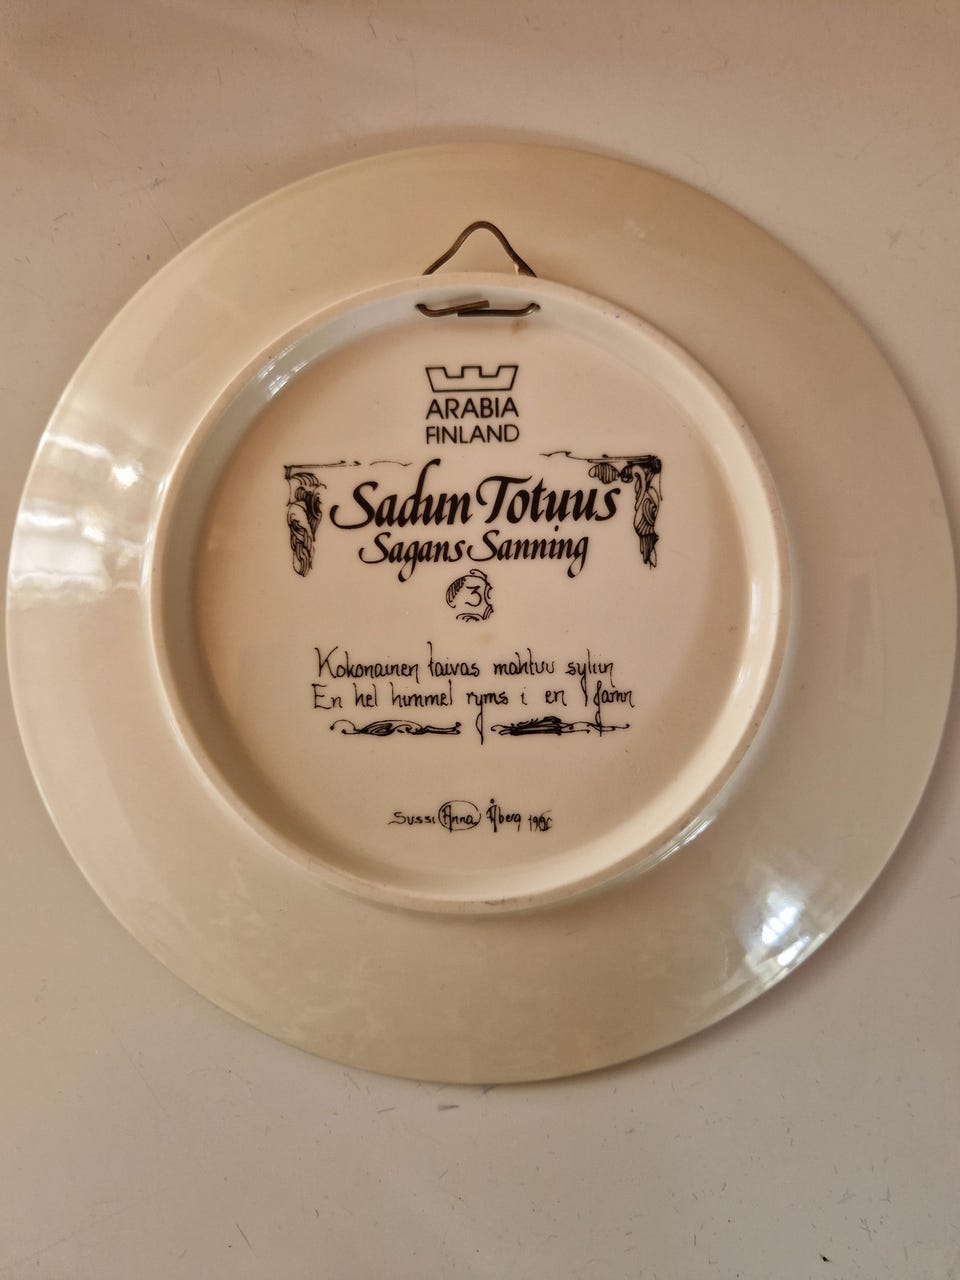 ARABIA
FINLAND
Sadun Totuus
Sagans Sanning
3
Kokonainen taivas mahtuu syliin
En hel himmel ryms i en famn
Sussi Anna Åberg